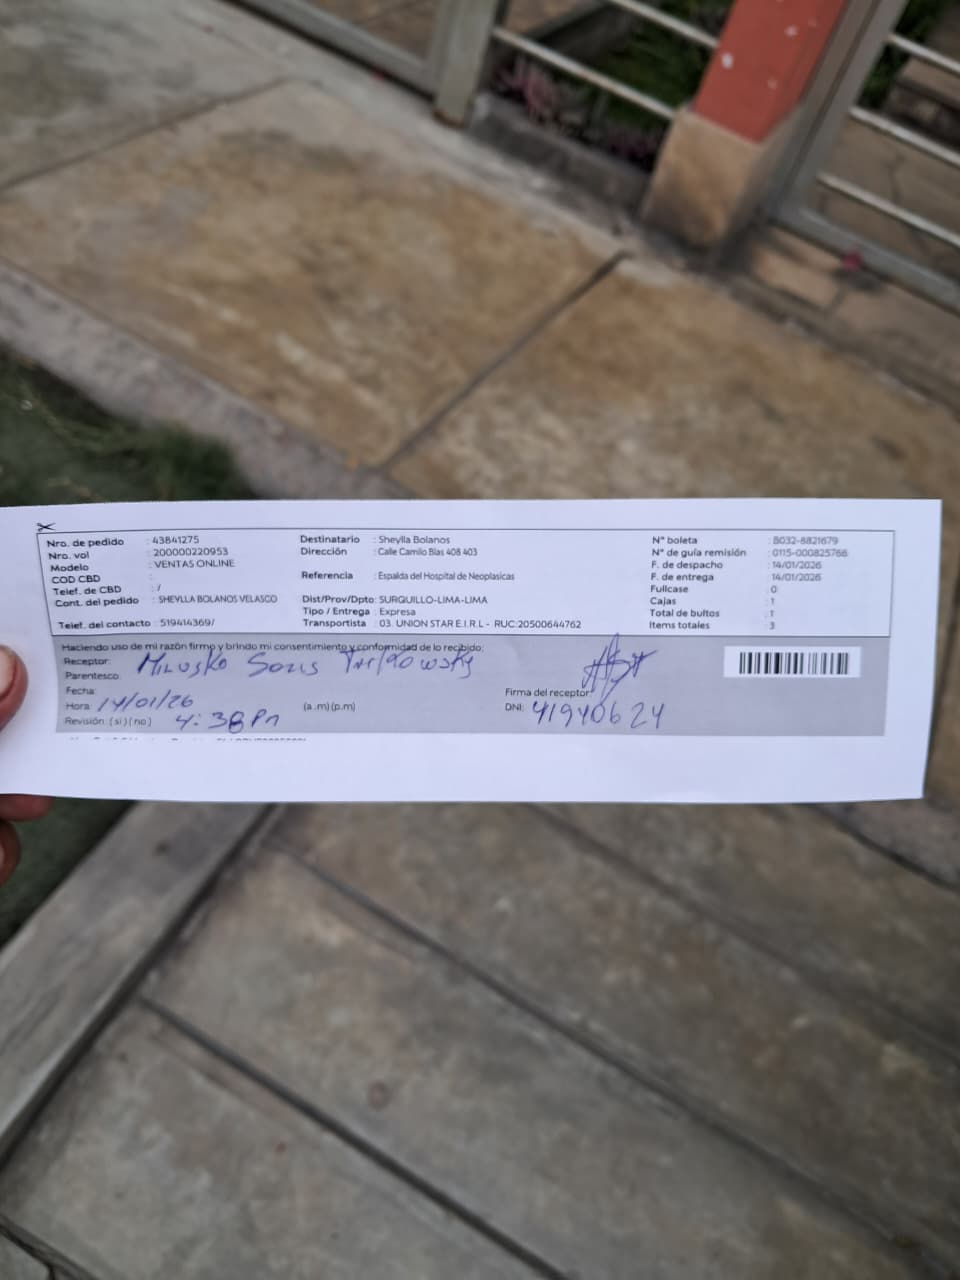 Nro. de pedido : 43841275
Nro. vol : 200000220953
Modelo : VENTAS ONLINE
COD CBD :
Telef. de CBD : /
Cont. del pedido : SHEYLLA BOLANOS VELASCO
Telef. del contacto : 519414369/
Destinatario : Sheylla Bolanos
Dirección : Calle Camilo Blas 408 403
Referencia : Espalda del Hospital de Neoplasicas
Dist/Prov/Dpto : SURQUILLO-LIMA-LIMA
Tipo / Entrega : Expresa
Transportista : 03. UNION STAR E.I.R.L - RUC:20500644762
N° boleta : B032-8821679
N° de guía remisión : 0115-000825766
F. de despacho : 14/01/2026
F. de entrega : 14/01/2026
Fullcase : 0
Cajas : 1
Total de bultos : 1
Items totales : 3
Haciendo uso de mi razón firmo y brindo mi consentimiento y conformidad de lo recibido;
Receptor: Milusko
Parentesco:
Fecha:
Hora: 14/01/26 (a.m)(p.m)
Revisión: (si)(no) 4:38 Pm
Firma del receptor:
DNI: 41940624